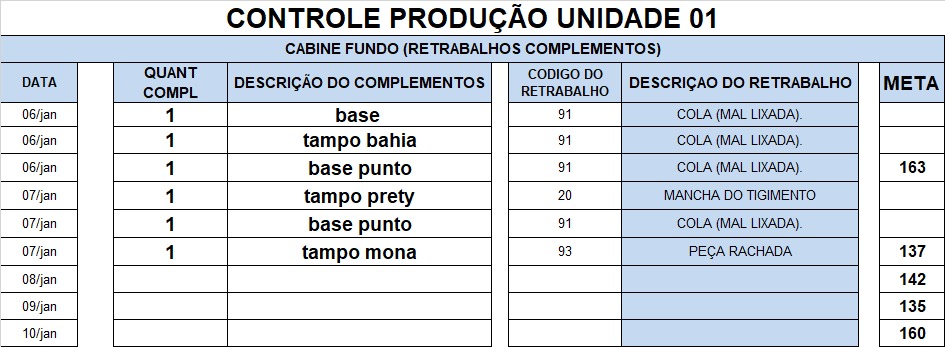 CONTROLE PRODUÇÃO UNIDADE 01
CABINE FUNDO (RETRABALHOS COMPLEMENTOS)
DATA QUANT COMPL DESCRIÇÃO DO COMPLEMENTOS CODIGO DO RETRABALHO DESCRIÇAO DO RETRABALHO META
06/jan 1 base 91 COLA (MAL LIXADA).
06/jan 1 tampo bahia 91 COLA (MAL LIXADA).
06/jan 1 base punto 91 COLA (MAL LIXADA). 163
07/jan 1 tampo prety 20 MANCHA DO TIGIMENTO
07/jan 1 base punto 91 COLA (MAL LIXADA).
07/jan 1 tampo mona 93 PEÇA RACHADA 137
08/jan 142
09/jan 135
10/jan 160